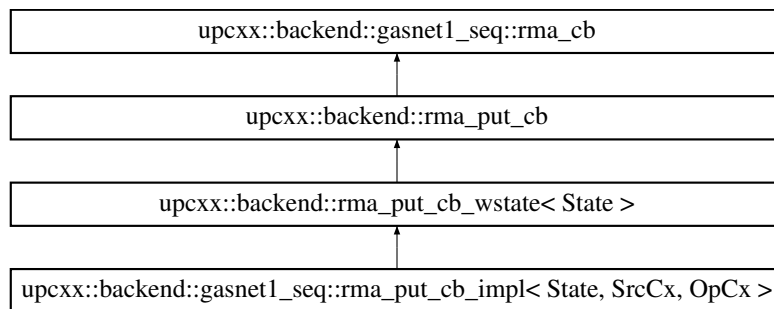 upcxx::backend::gasnet1_seq::rma_cb
upcxx::backend::rma_put_cb
upcxx::backend::rma_put_cb_wstate< State >
upcxx::backend::gasnet1_seq::rma_put_cb_impl< State, SrcCx, OpCx >